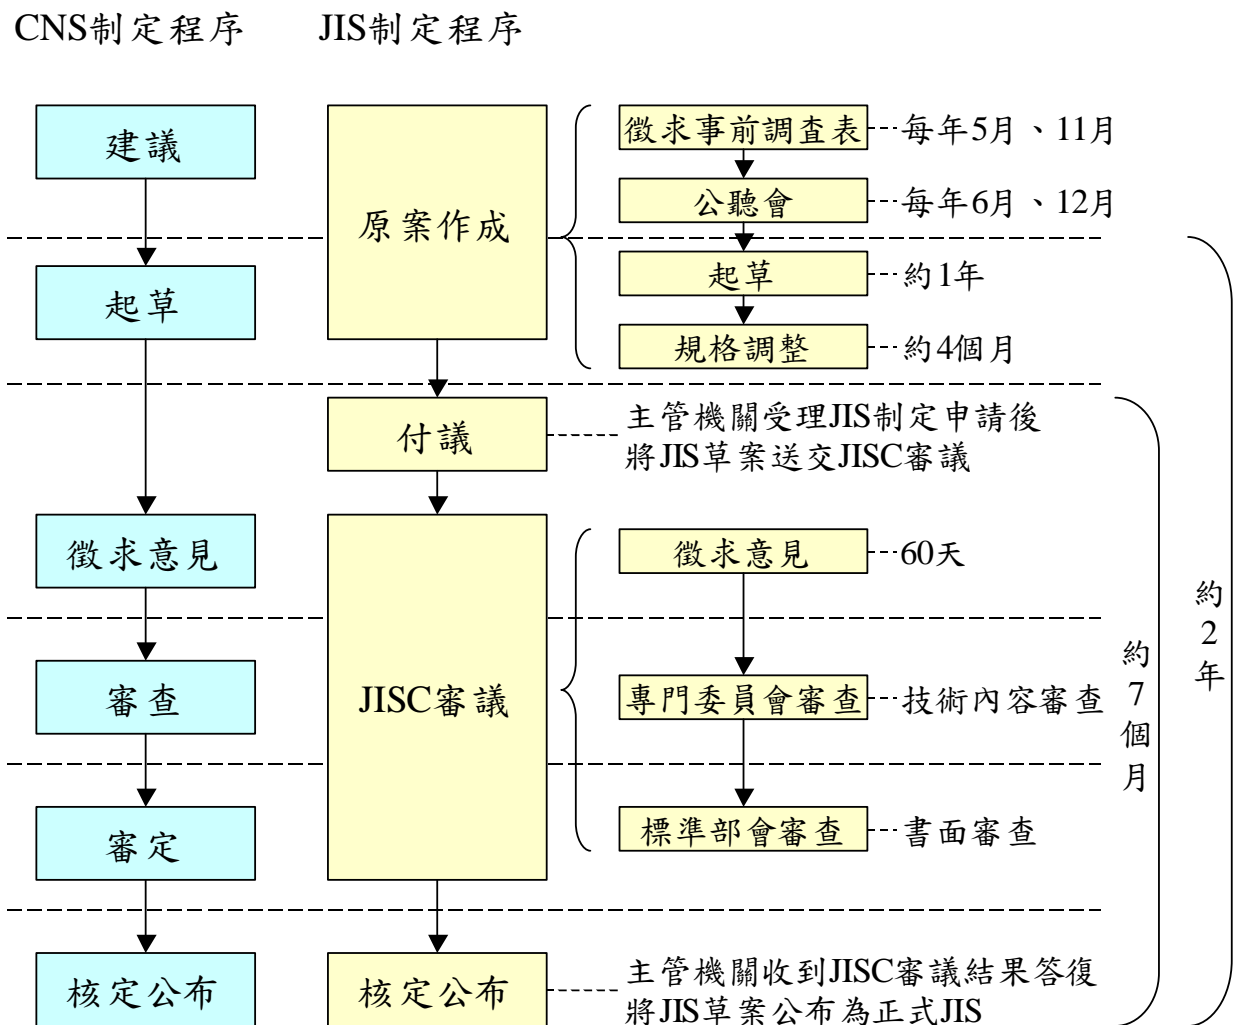 CNS制定程序
JIS制定程序
建議
原案作成
徵求事前調查表
每年5月、11月
公聽會
每年6月、12月
起草
起草
約1年
規格調整
約4個月
付議
主管機關受理JIS制定申請後
將JIS草案送交JISC審議
徵求意見
JISC審議
徵求意見
60天
審查
專門委員會審查
技術內容審查
審定
標準部會審查
書面審查
核定公布
核定公布
主管機關收到JISC審議結果答復
將JIS草案公布為正式JIS
約7個月
約2年